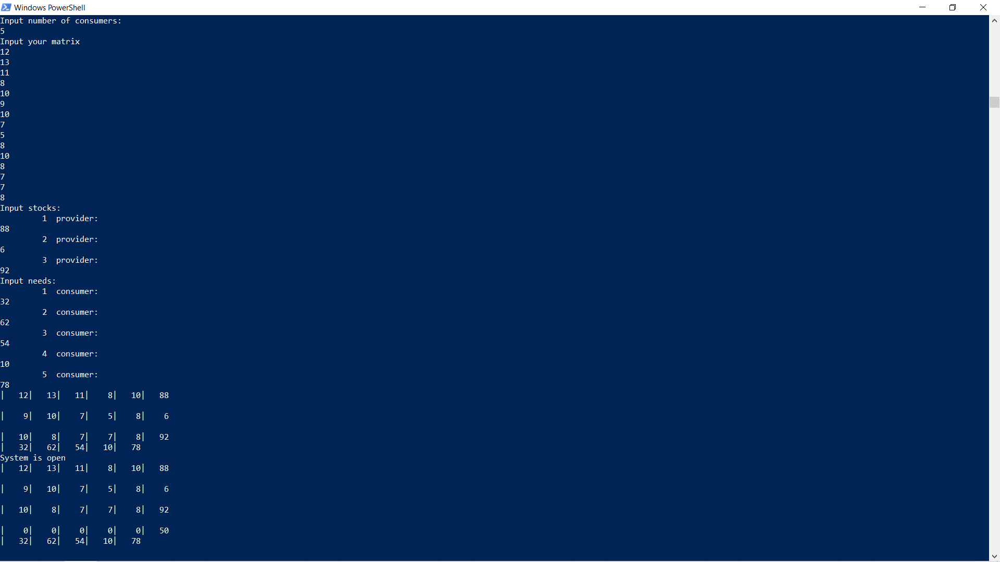 Windows PowerShell
Input number of consumers:
5
Input your matrix
12
13
11
8
10
9
10
7
5
8
10
8
7
7
8
Input stocks:
1  provider:
88
2  provider:
6
3  provider:
92
Input needs:
1  consumer:
32
2  consumer:
62
3  consumer:
54
4  consumer:
10
5  consumer:
78
|   12|   13|   11|    8|   10|   88
|    9|   10|    7|    5|    8|    6
|   10|    8|    7|    7|    8|   92
|   32|   62|   54|   10|   78
System is open
|   12|   13|   11|    8|   10|   88
|    9|   10|    7|    5|    8|    6
|   10|    8|    7|    7|    8|   92
|    0|    0|    0|    0|    0|   50
|   32|   62|   54|   10|   78